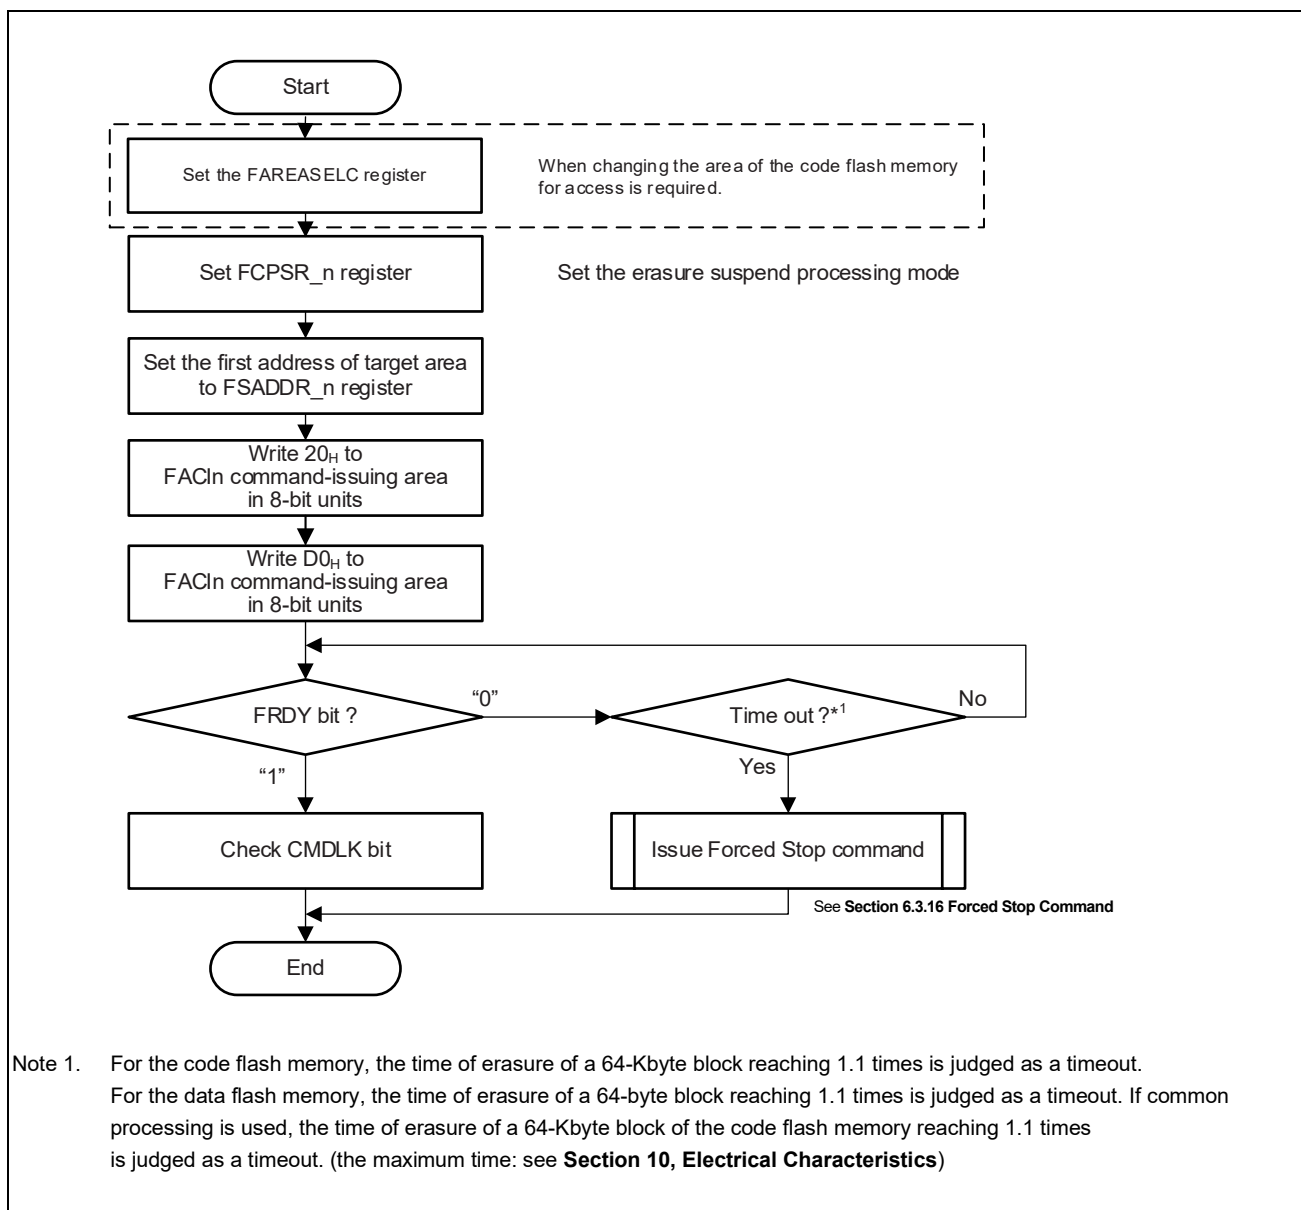 Start
Set the FAREASELC register
When changing the area of the code flash memory
for access is required.
Set FCPSR_n register
Set the erasure suspend processing mode
Set the first address of target area
to FSADDR_n register
Write 20H to
FACIn command-issuing area
in 8-bit units
Write D0H to
FACIn command-issuing area
in 8-bit units
FRDY bit ?
“0”
Time out ?*1
No
“1”
Yes
Check CMDLK bit
Issue Forced Stop command
See Section 6.3.16 Forced Stop Command
End
Note 1. For the code flash memory, the time of erasure of a 64-Kbyte block reaching 1.1 times is judged as a timeout.
For the data flash memory, the time of erasure of a 64-byte block reaching 1.1 times is judged as a timeout. If common
processing is used, the time of erasure of a 64-Kbyte block of the code flash memory reaching 1.1 times
is judged as a timeout. (the maximum time: see Section 10, Electrical Characteristics)